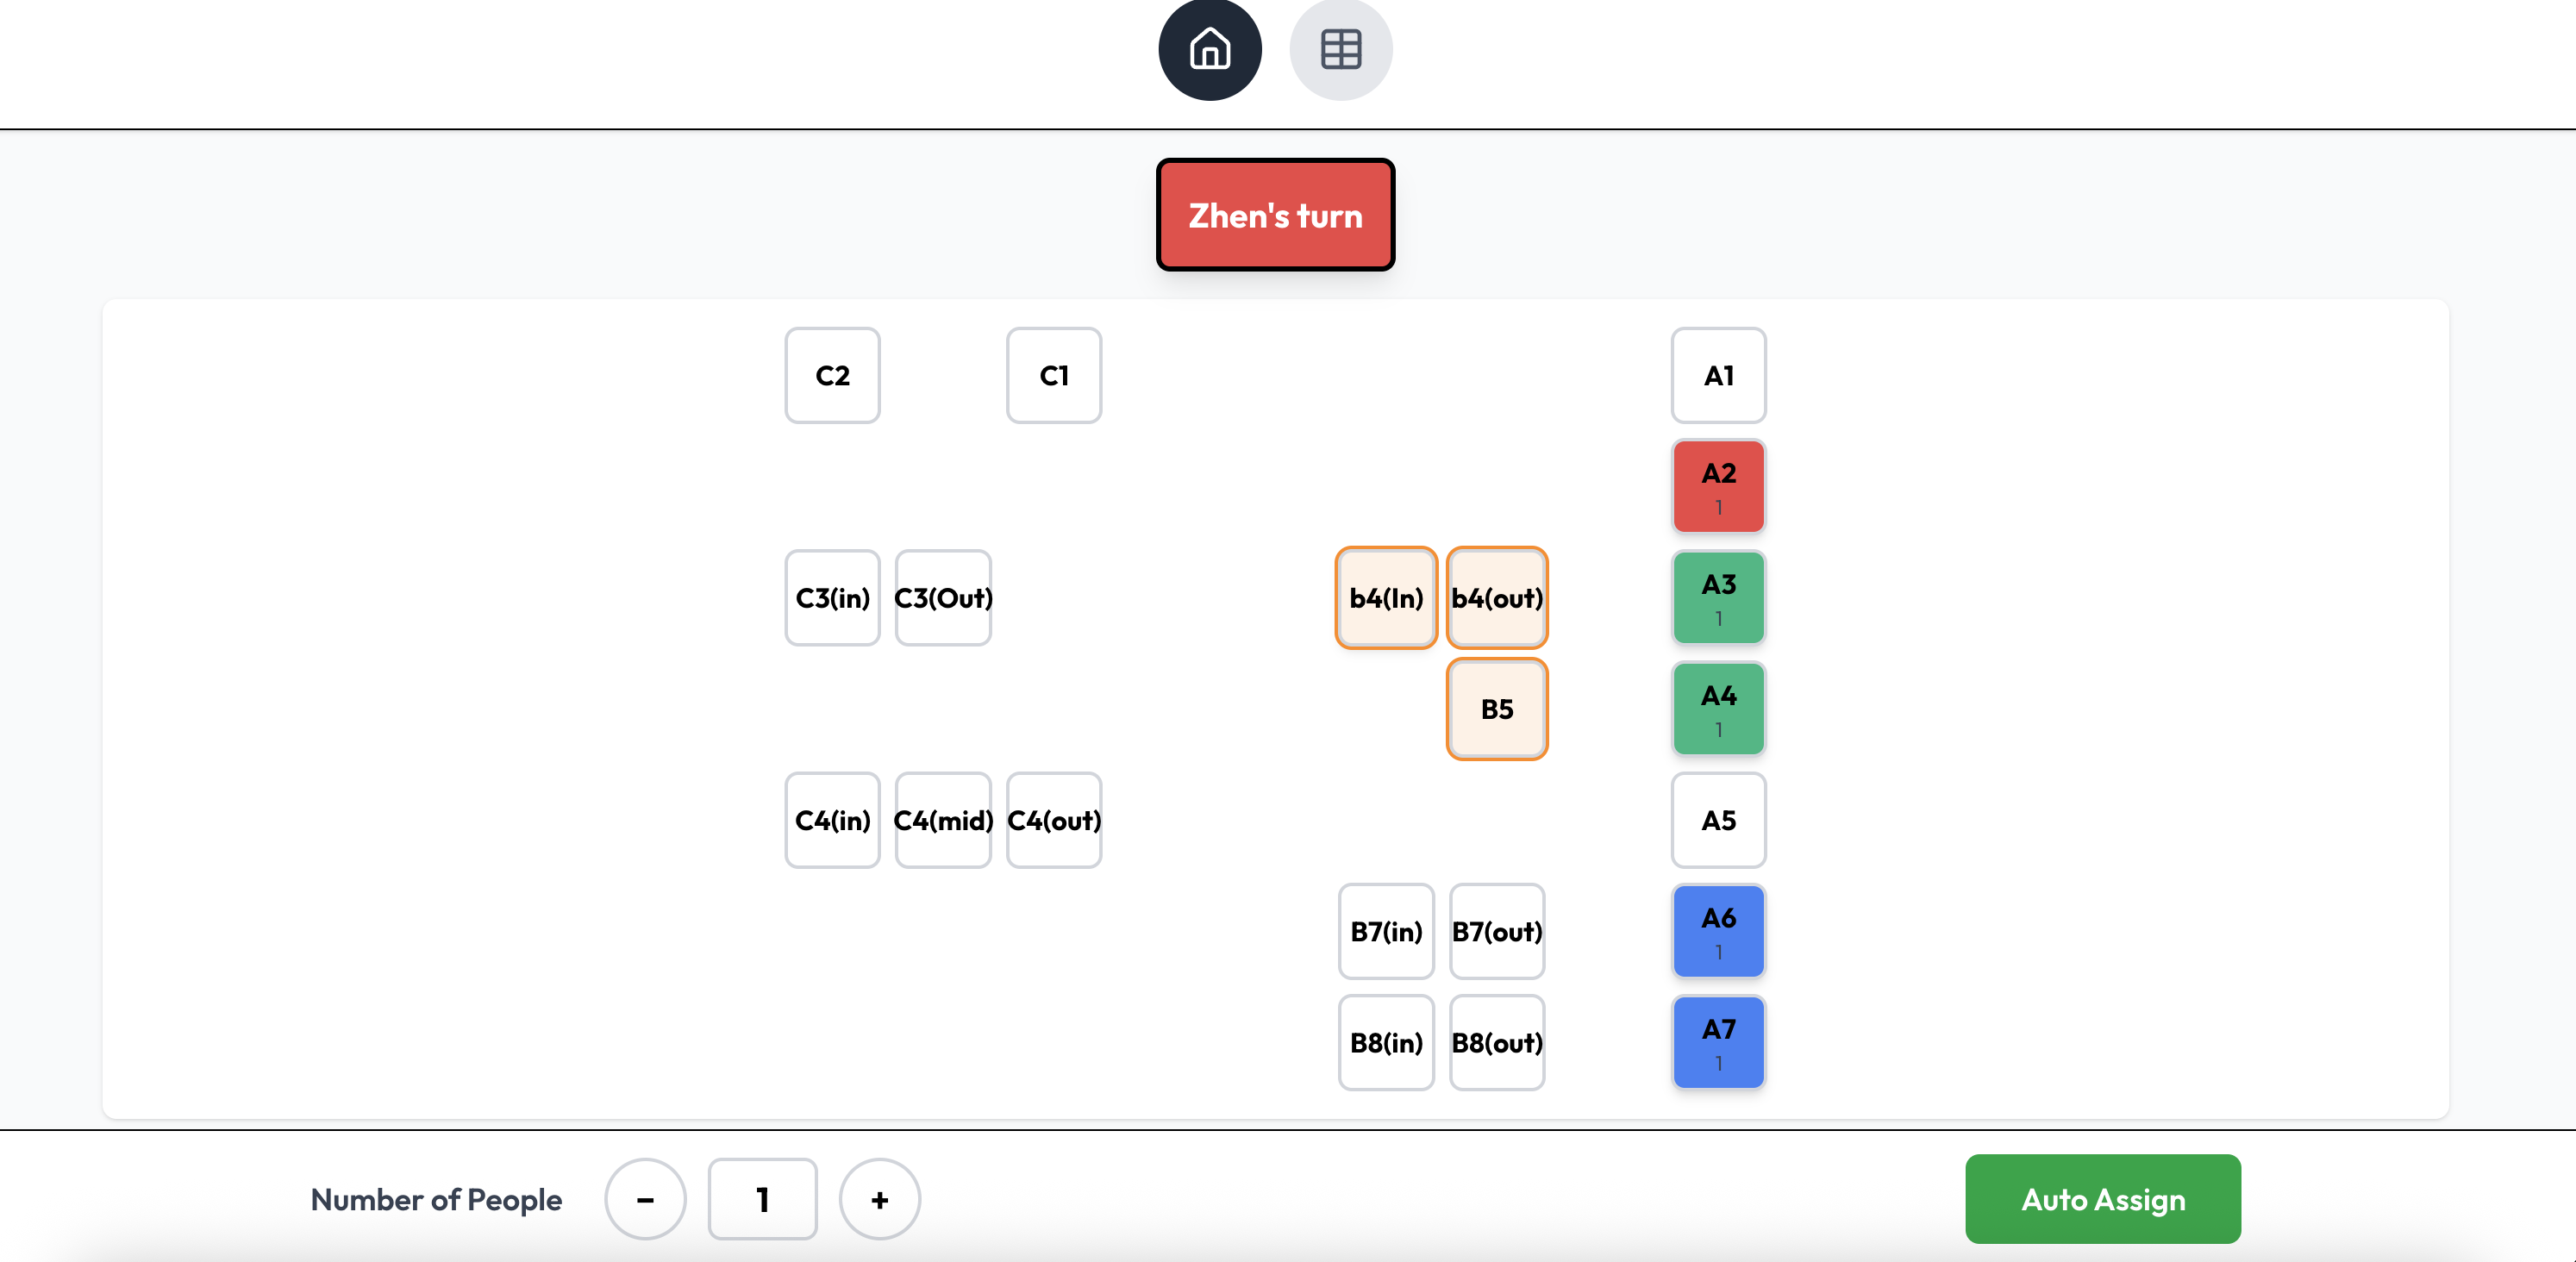 Zhen's turn
C2
C1
A1
A2
1
C3(in)
C3(Out)
b4(In)
b4(out)
A3
1
B5
A4
1
C4(in)
C4(mid)
C4(out)
A5
B7(in)
B7(out)
A6
1
B8(in)
B8(out)
A7
1
Number of People
−
1
+
Auto Assign